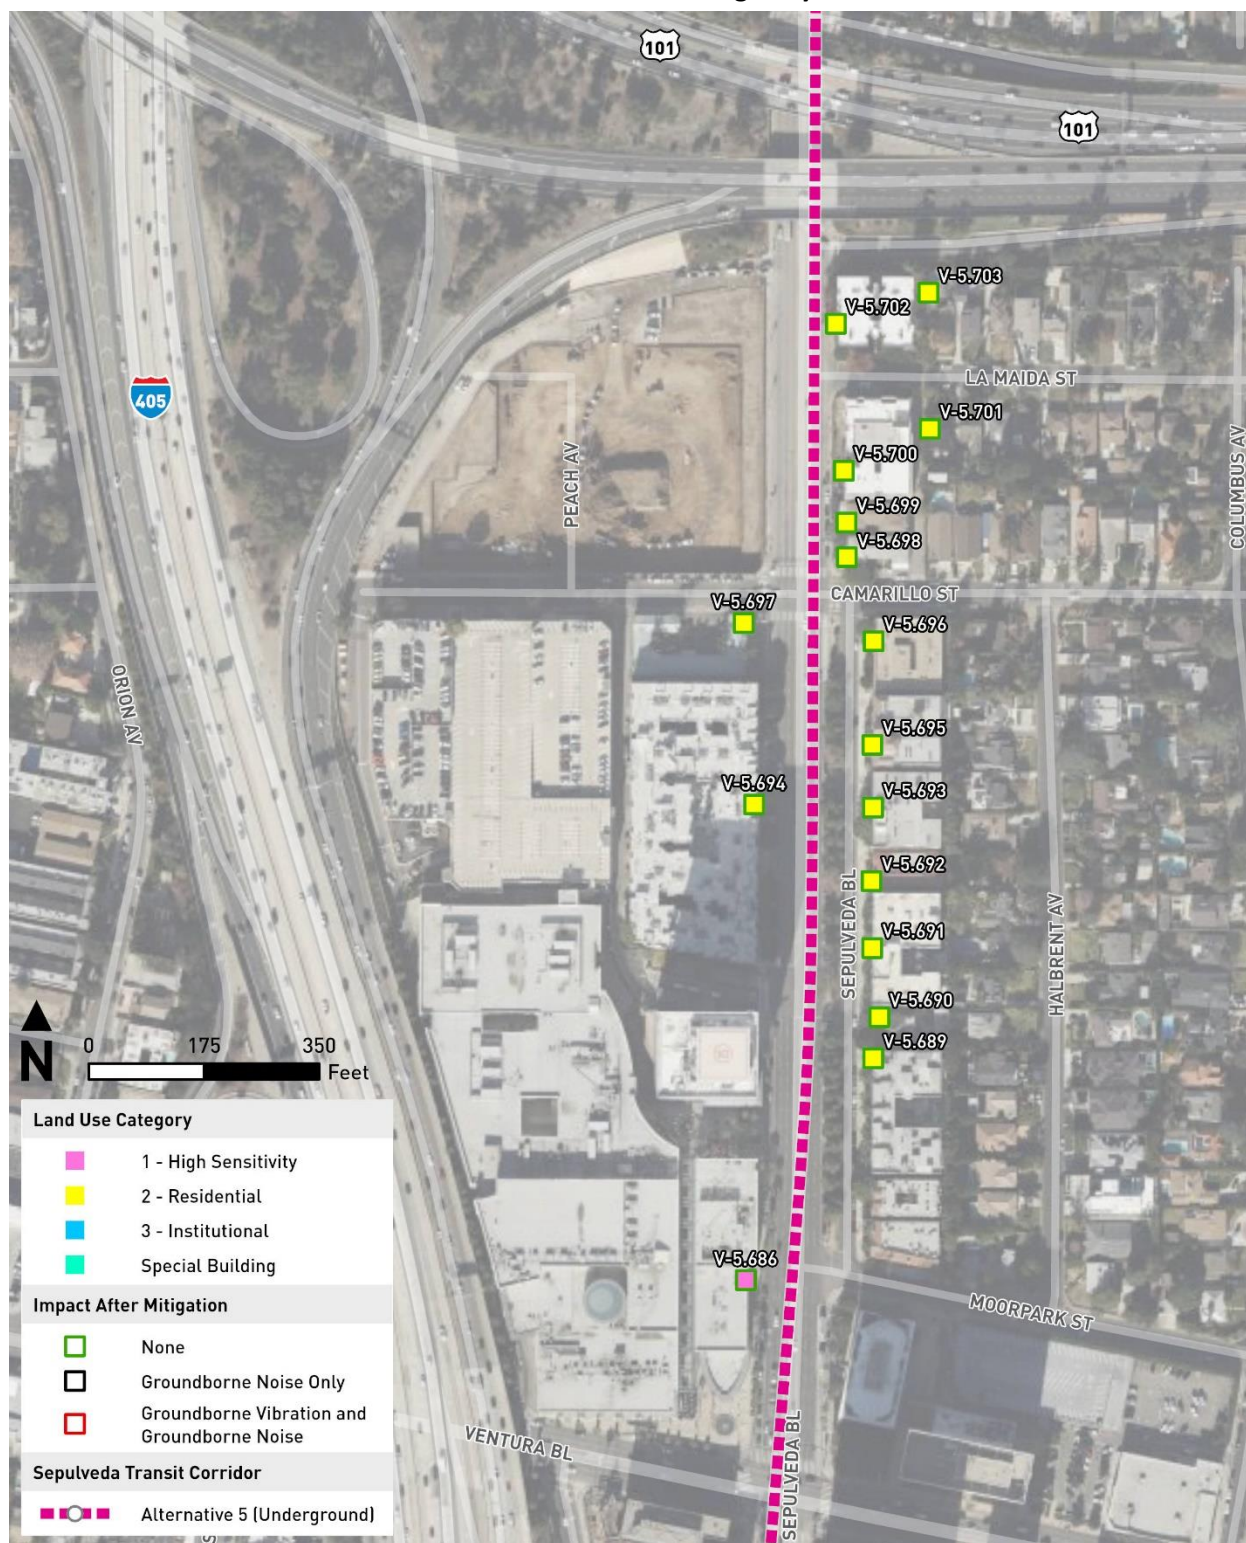 101
101
V-5.703
V-5.702
LA MAIDA ST
405
V-5.701
COLUMBUS AV
PEACH AV
V-5.700
V-5.699
V-5.698
CAMARILLO ST
V-5.697
V-5.696
ORION AV
V-5.695
V-5.694
V-5.693
V-5.692
SEPULVEDA BL
V-5.691
HALBRENT AV
V-5.690
V-5.689
N
0 175 350
Feet
Land Use Category
1 - High Sensitivity
2 - Residential
3 - Institutional
Special Building
V-5.686
Impact After Mitigation
None
Groundborne Noise Only
Groundborne Vibration and
Groundborne Noise
MOORPARK ST
VENTURA BL
SEPULVEDA BL
Sepulveda Transit Corridor
Alternative 5 (Underground)